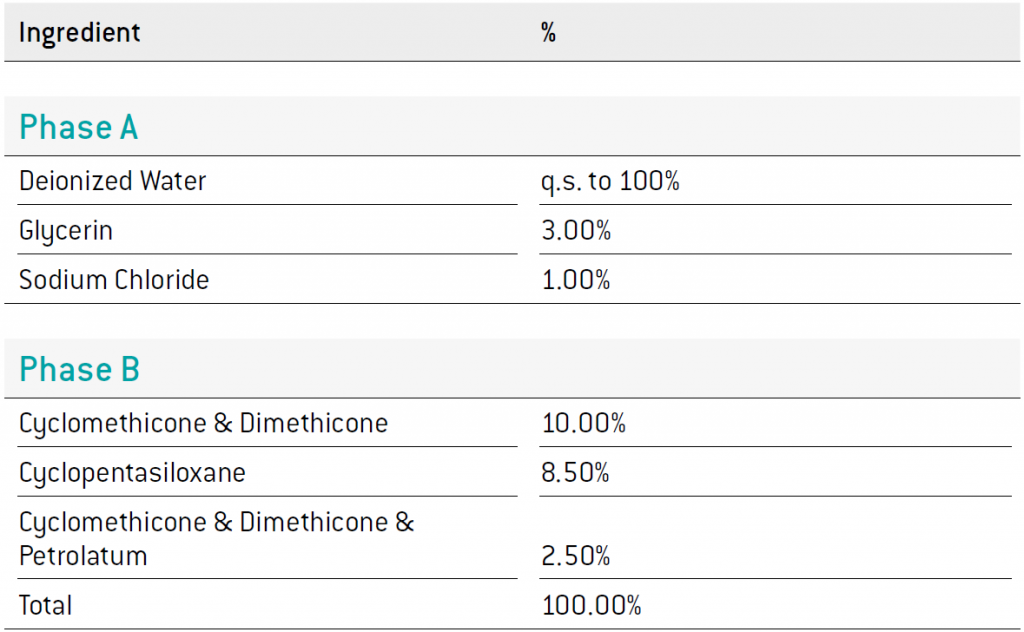 Ingredient %
Phase A
Deionized Water q.s. to 100%
Glycerin 3.00%
Sodium Chloride 1.00%
Phase B
Cyclomethicone & Dimethicone 10.00%
Cyclopentasiloxane 8.50%
Cyclomethicone & Dimethicone &
Petrolatum 2.50%
Total 100.00%